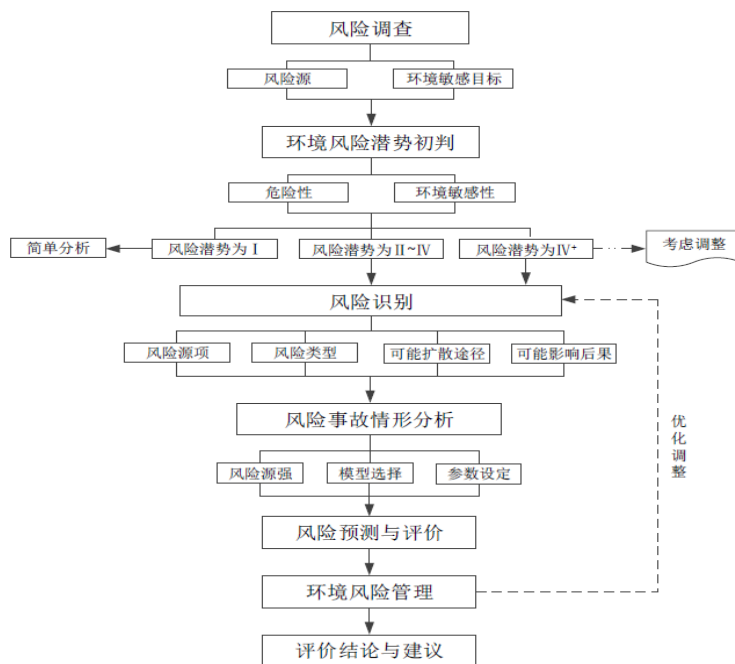 风险调查
风险源
环境敏感目标
环境风险潜势初判
危险性
环境敏感性
简单分析
风险潜势为Ⅰ
风险潜势为Ⅱ~Ⅳ
风险潜势为Ⅳ⁺
考虑调整
风险识别
风险源项
风险类型
可能扩散途径
可能影响后果
风险事故情形分析
优化调整
风险源强
模型选择
参数设定
风险预测与评价
环境风险管理
评价结论与建议